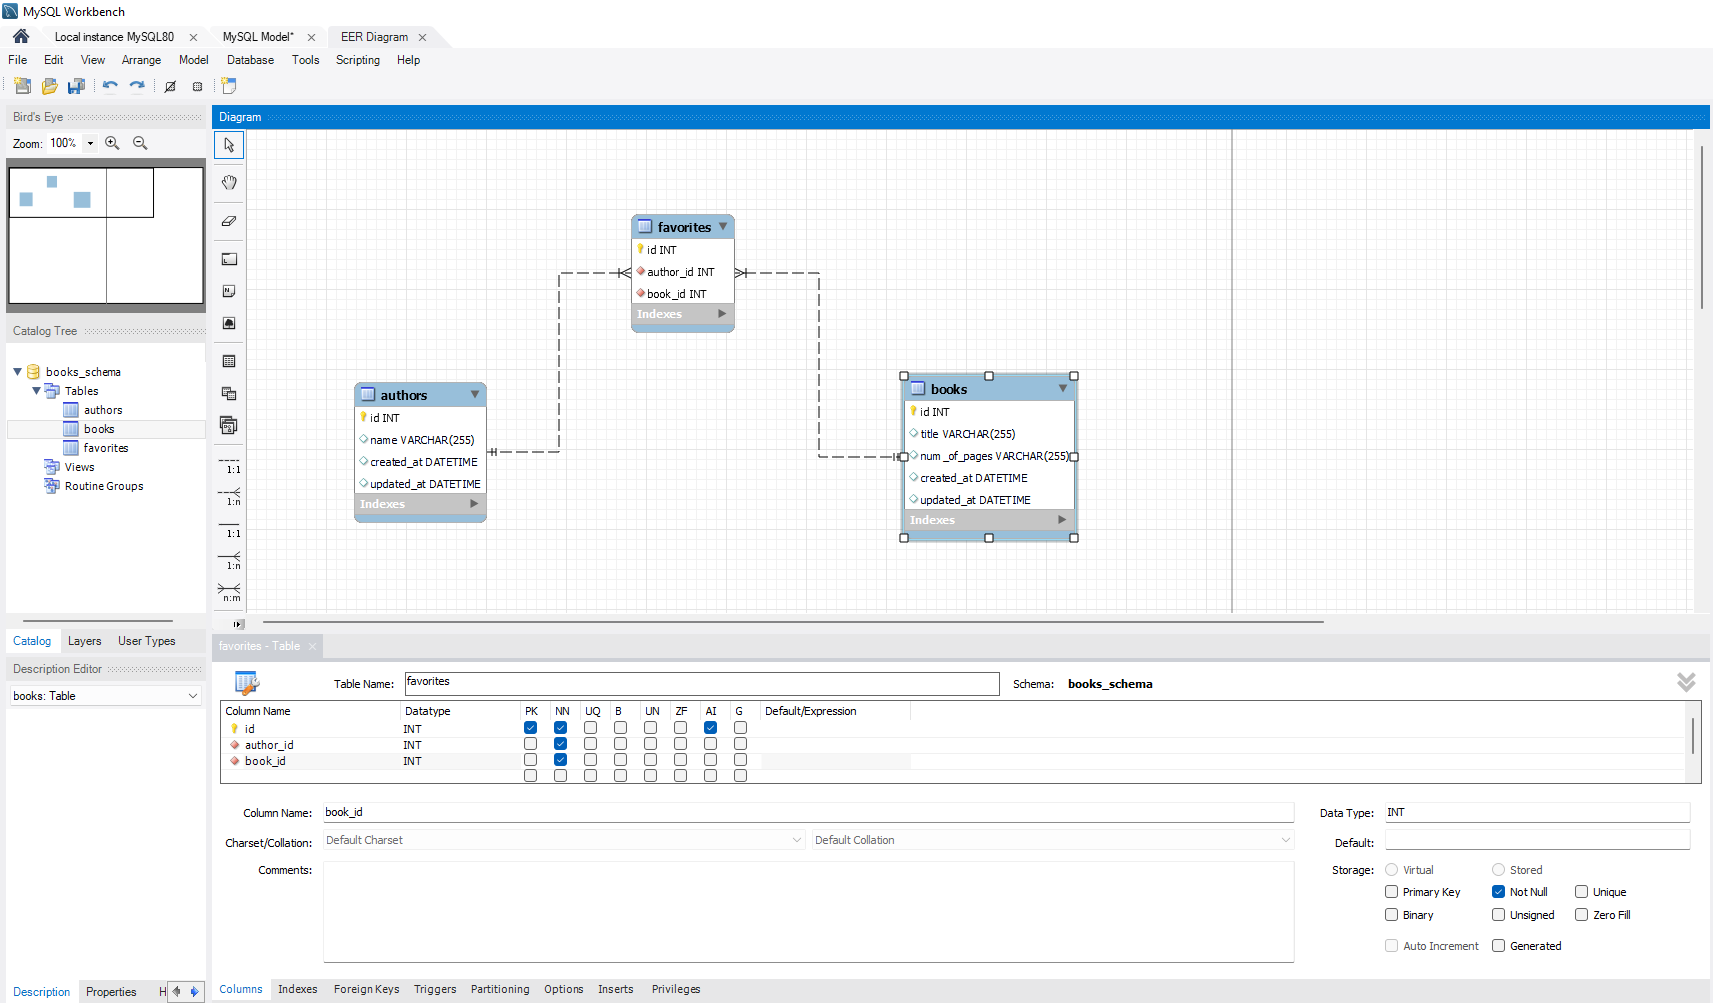 MySQL Workbench
Local instance MySQL80
MySQL Model*
EER Diagram
File Edit View Arrange Model Database Tools Scripting Help
Bird's Eye
Zoom: 100%
Diagram
favorites
id INT
author_id INT
book_id INT
Indexes
authors
id INT
name VARCHAR(255)
created_at DATETIME
updated_at DATETIME
Indexes
books
id INT
title VARCHAR(255)
num_of_pages VARCHAR(255)
created_at DATETIME
updated_at DATETIME
Indexes
1:1
1:n
1:1
1:n
n:m
Catalog Tree
books_schema
Tables
authors
books
favorites
Views
Routine Groups
Catalog Layers User Types
Description Editor
books: Table
Description Properties H
favorites - Table
Table Name: favorites Schema: books_schema
Column Name Datatype PK NN UQ B UN ZF AI G Default/Expression
id INT
author_id INT
book_id INT
Column Name: book_id Data Type: INT
Charset/Collation: Default Charset Default Collation Default:
Comments: Storage: Virtual Stored
Primary Key Not Null Unique
Binary Unsigned Zero Fill
Auto Increment Generated
Columns Indexes Foreign Keys Triggers Partitioning Options Inserts Privileges